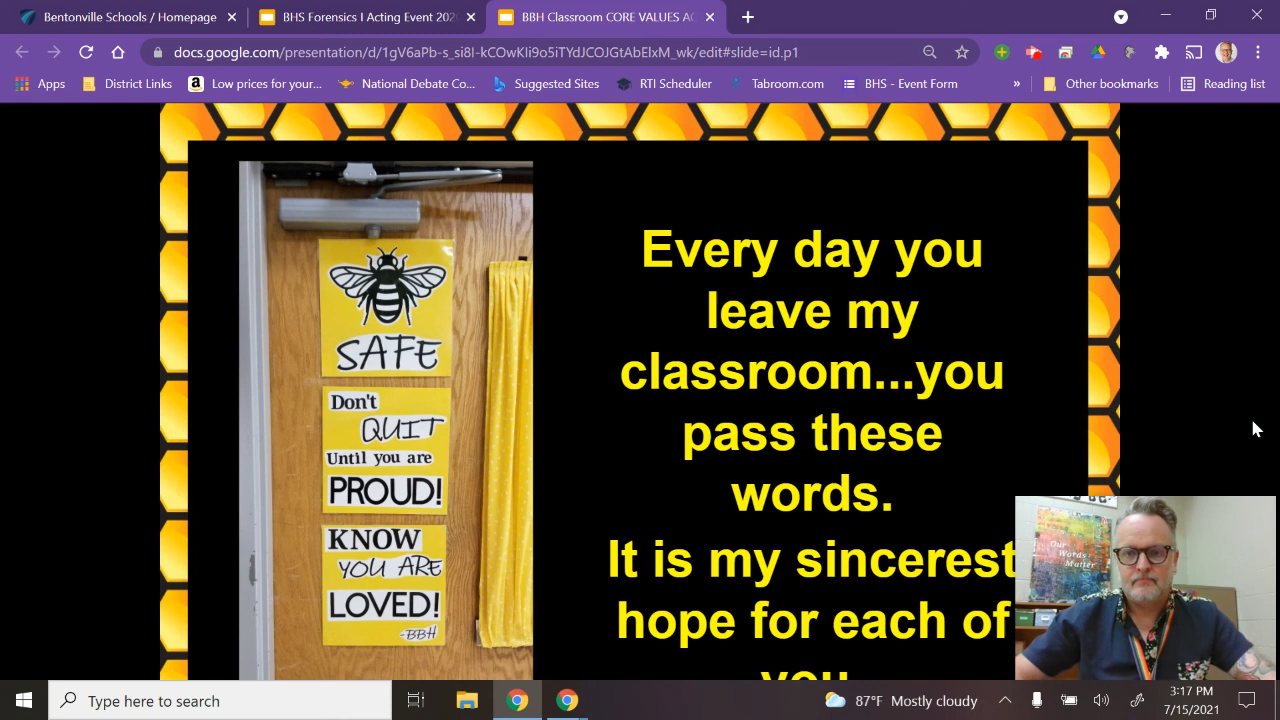 Bentonville Schools / Homepage
BHS Forensics I Acting Event 202
BBH Classroom CORE VALUES AC
docs.google.com/presentation/d/1gV6aPb-s_si8I-kCOwKIi9o5iTYdJCOJGtAbEIxM_wk/edit#slide=id.p1
Apps
District Links
Low prices for your...
National Debate Co...
Suggested Sites
RTI Scheduler
Tabroom.com
BHS - Event Form
»
Other bookmarks
Reading list
SAFE
Don't
QUIT
Until you are
PROUD!
KNOW
YOU ARE
LOVED!
-BBH
Every day you
leave my
classroom...you
pass these
words.
It is my sincerest
hope for each of
you
Our
Words
Matter
Type here to search
87°F Mostly cloudy
3:17 PM
7/15/2021